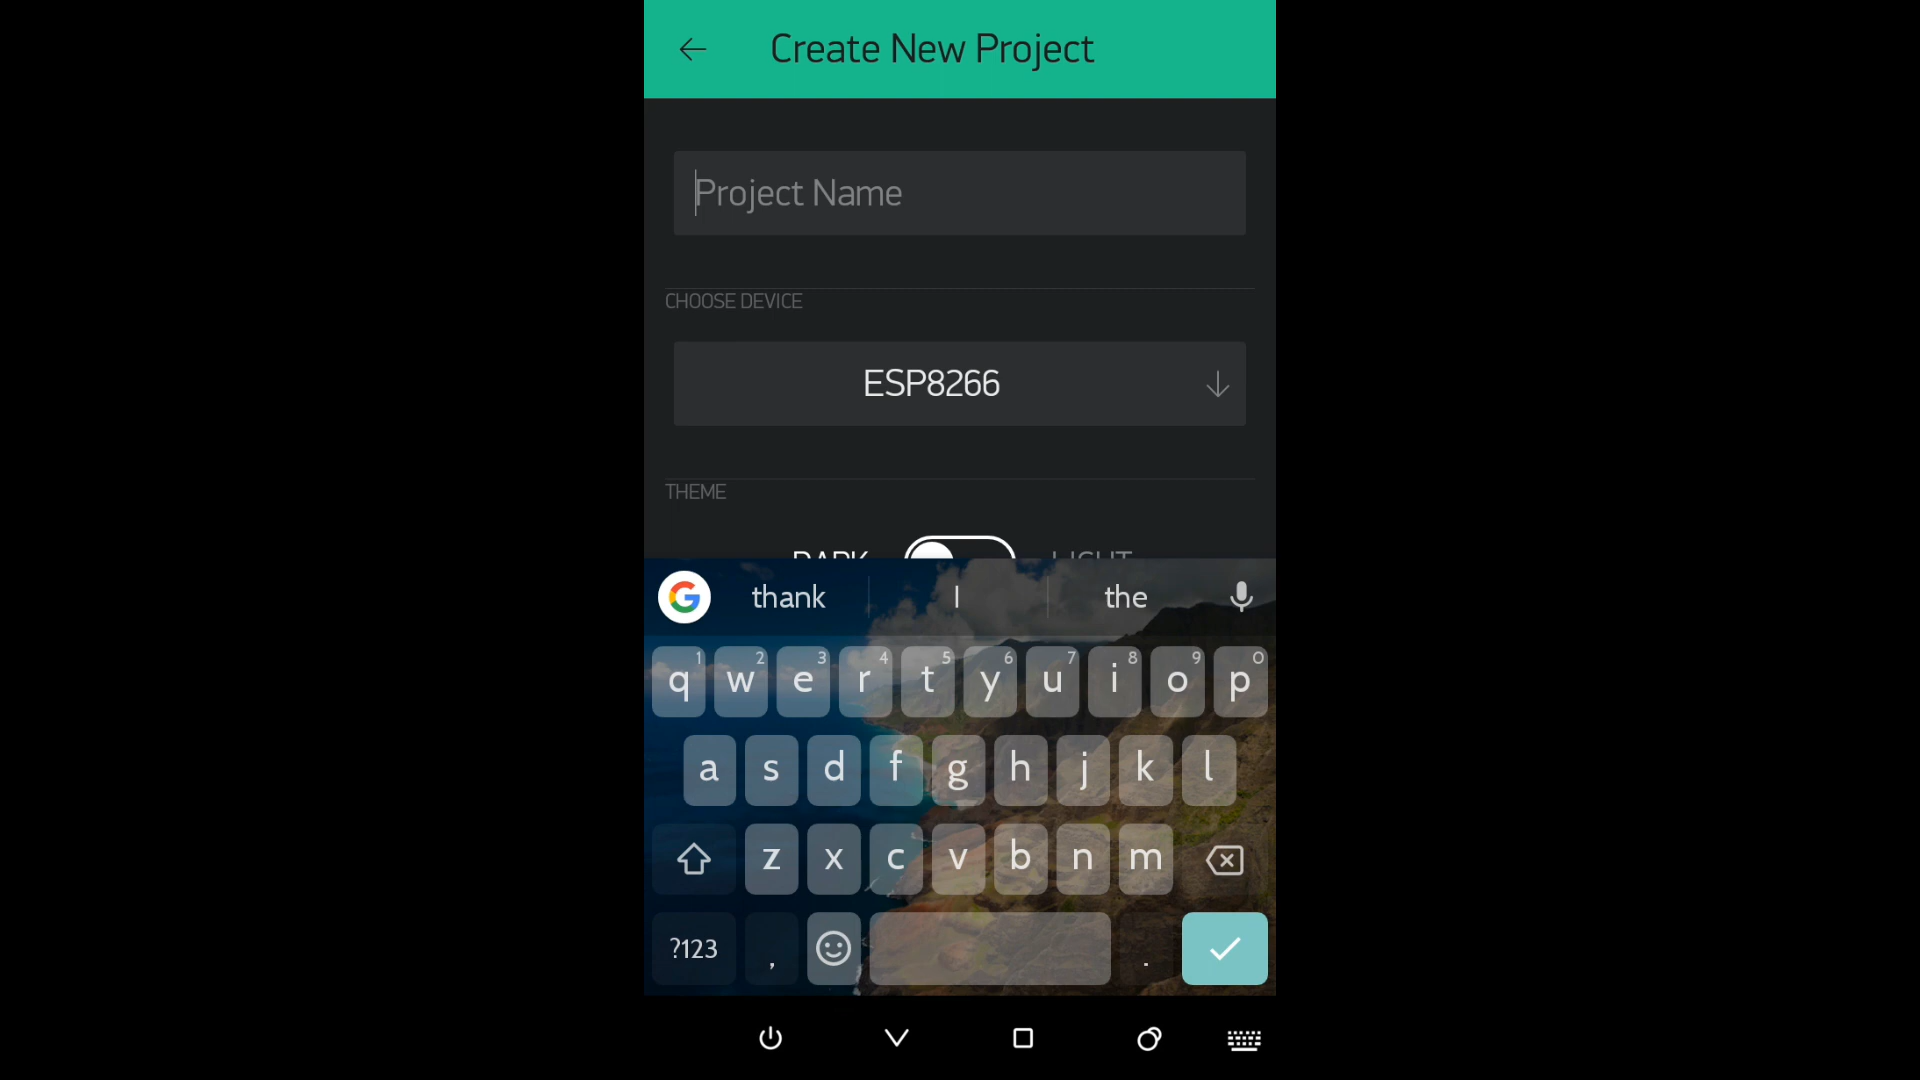 Create New Project
Project Name
CHOOSE DEVICE
ESP8266
THEME
DARK LIGHT
thank I the
1 2 3 4 5 6 7 8 9 0
q w e r t y u i o p
a s d f g h j k l
z x c v b n m
?123 , .